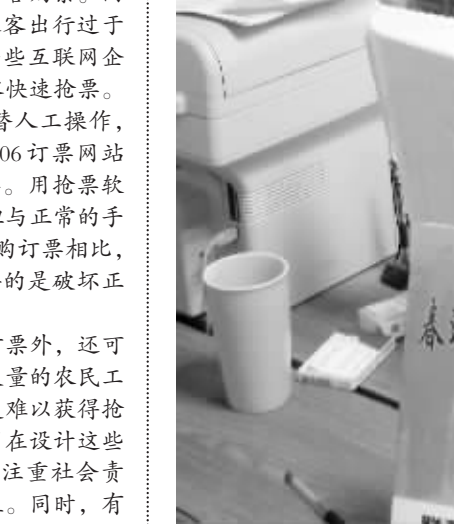 客出行过于
些互联网企
快速抢票。
替人工操作，
06订票网站
。用抢票软
与正常的手
购订票相比，
的是破坏正
票外，还可
量的农民工
难以获得抢
在设计这些
注重社会责
。同时，有
春